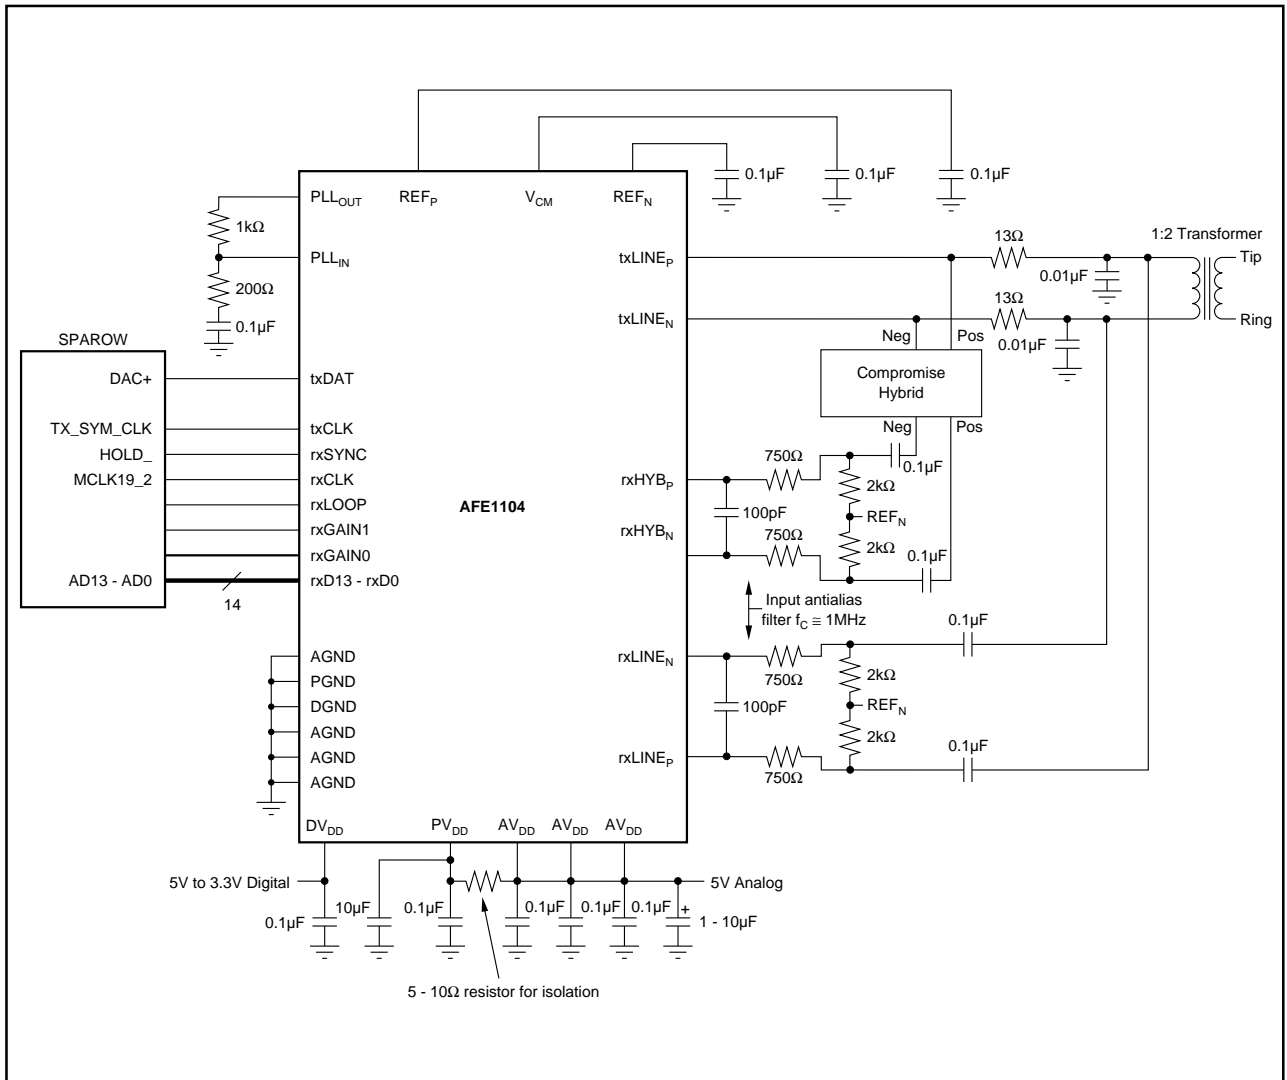 0.1µF
0.1µF
0.1µF
PLLOUT
REFP
VCM
REFN
1kΩ
PLLIN
200Ω
0.1µF
txLINEP
13Ω
1:2 Transformer
Tip
0.01µF
txLINEN
13Ω
Ring
0.01µF
Neg
Pos
Compromise
Hybrid
Neg
Pos
SPAROW
DAC+
txDAT
TX_SYM_CLK
txCLK
HOLD_
rxSYNC
MCLK19_2
rxCLK
rxLOOP
rxGAIN1
rxGAIN0
AD13 - AD0
rxD13 - rxD0
14
AFE1104
750Ω
0.1µF
rxHYBP
2kΩ
100pF
REFN
rxHYBN
750Ω
2kΩ
0.1µF
Input antialias
filter fC ≅ 1MHz
0.1µF
rxLINEN
750Ω
2kΩ
100pF
REFN
2kΩ
0.1µF
rxLINEP
750Ω
AGND
PGND
DGND
AGND
AGND
AGND
DVDD
PVDD
AVDD
AVDD
AVDD
5V to 3.3V Digital
5V Analog
0.1µF
10µF
0.1µF
0.1µF
0.1µF
0.1µF
+
1 - 10µF
5 - 10Ω resistor for isolation